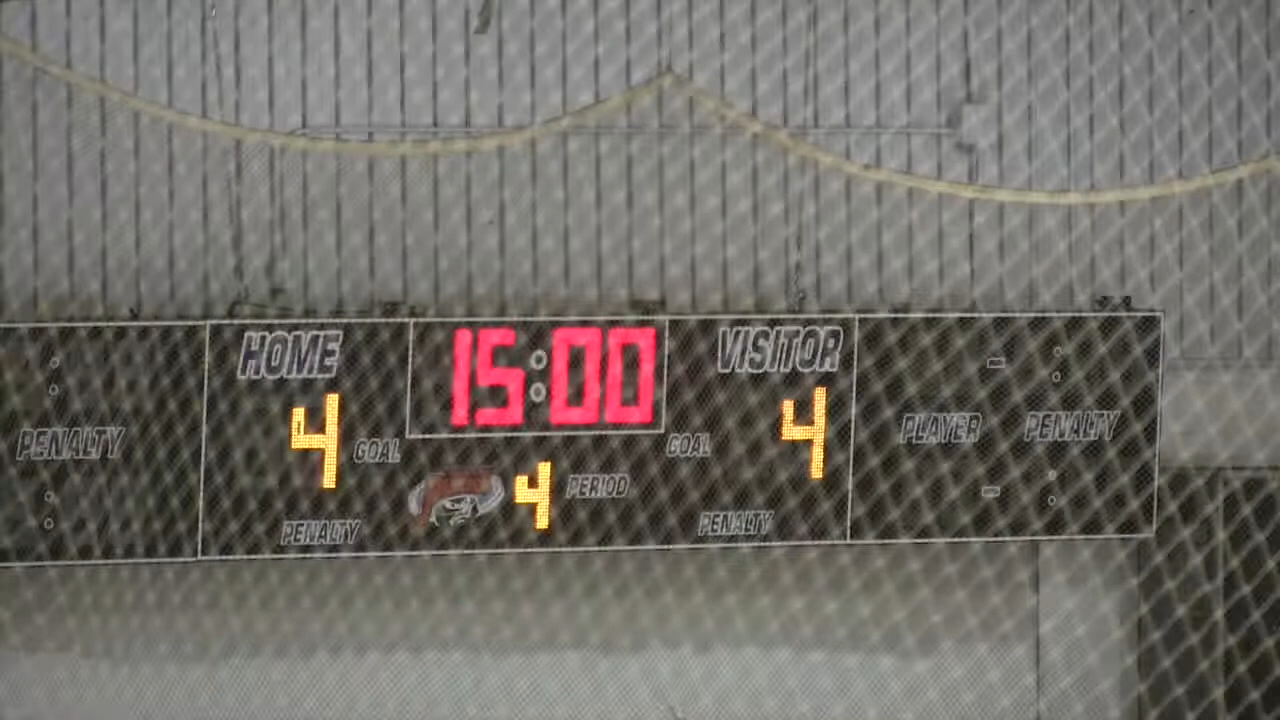 HOME 15:00 VISITOR
PENALTY 4 GOAL GOAL 4 PLAYER PENALTY
4 PERIOD
PENALTY PENALTY